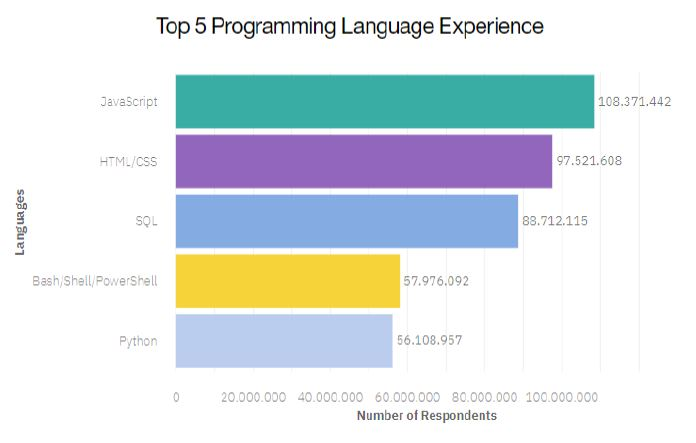 Top 5 Programming Language Experience
Languages
JavaScript
108.371.442
HTML/CSS
97.521.608
SQL
88.712.115
Bash/Shell/PowerShell
57.976.092
Python
56.108.957
0 20.000.000 40.000.000 60.000.000 80.000.000 100.000.000
Number of Respondents